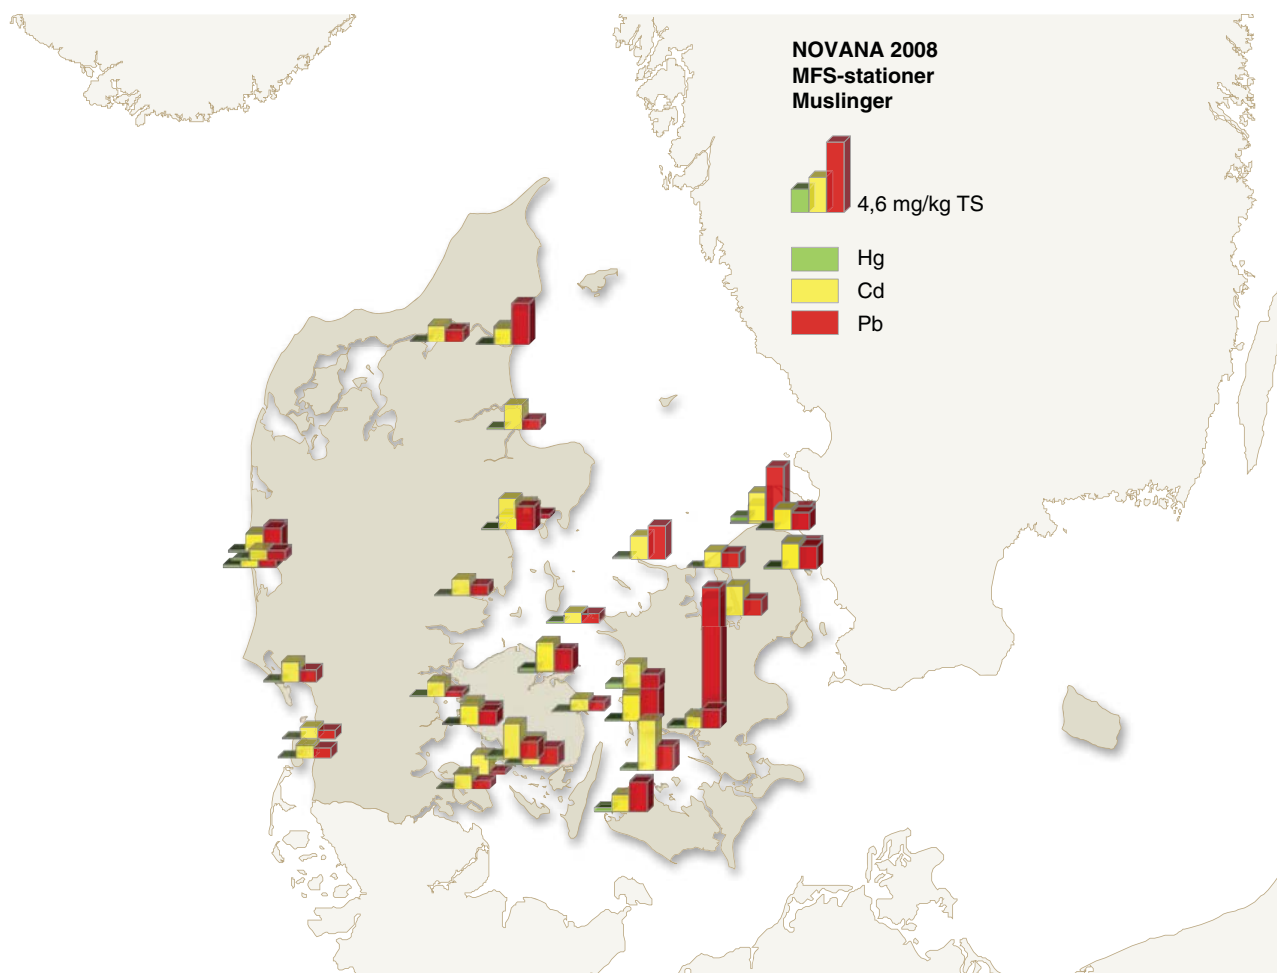 NOVANA 2008
MFS-stationer
Muslinger
4,6 mg/kg TS
Hg
Cd
Pb